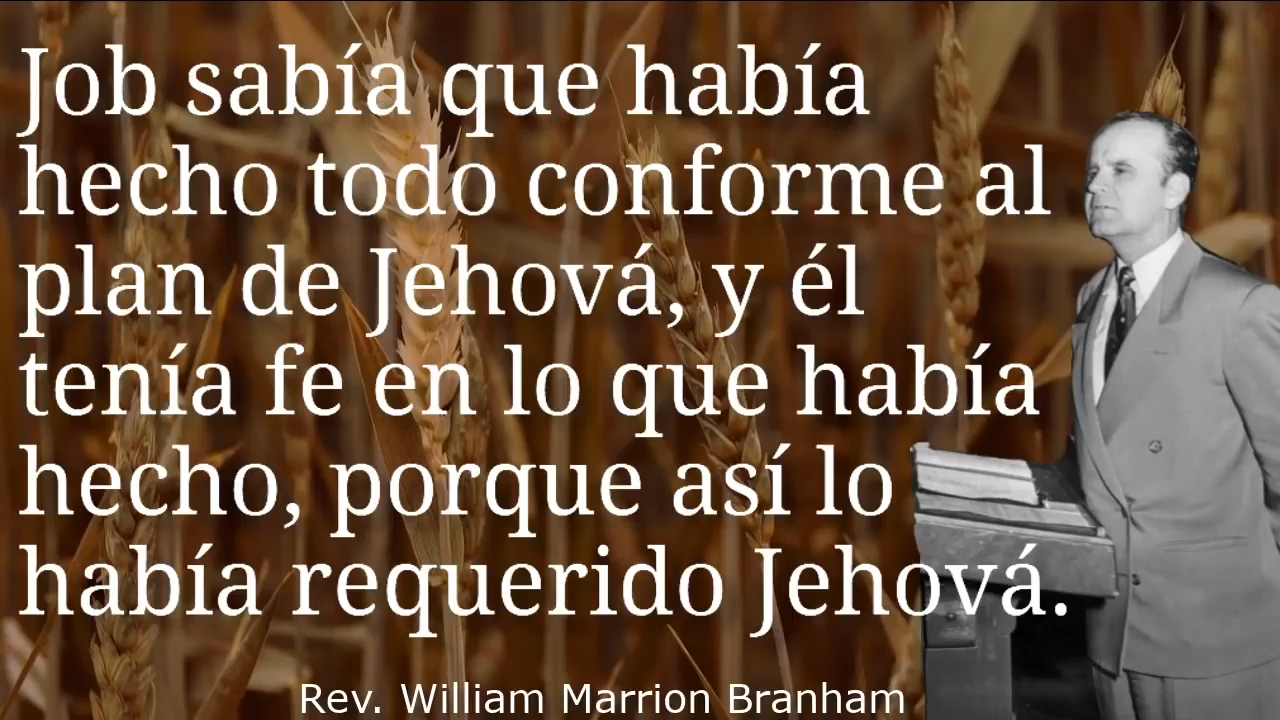 Job sabía que había
hecho todo conforme al
plan de Jehová, y él
tenía fe en lo que había
hecho, porque así lo
había requerido Jehová.
Rev. William Marrion Branham